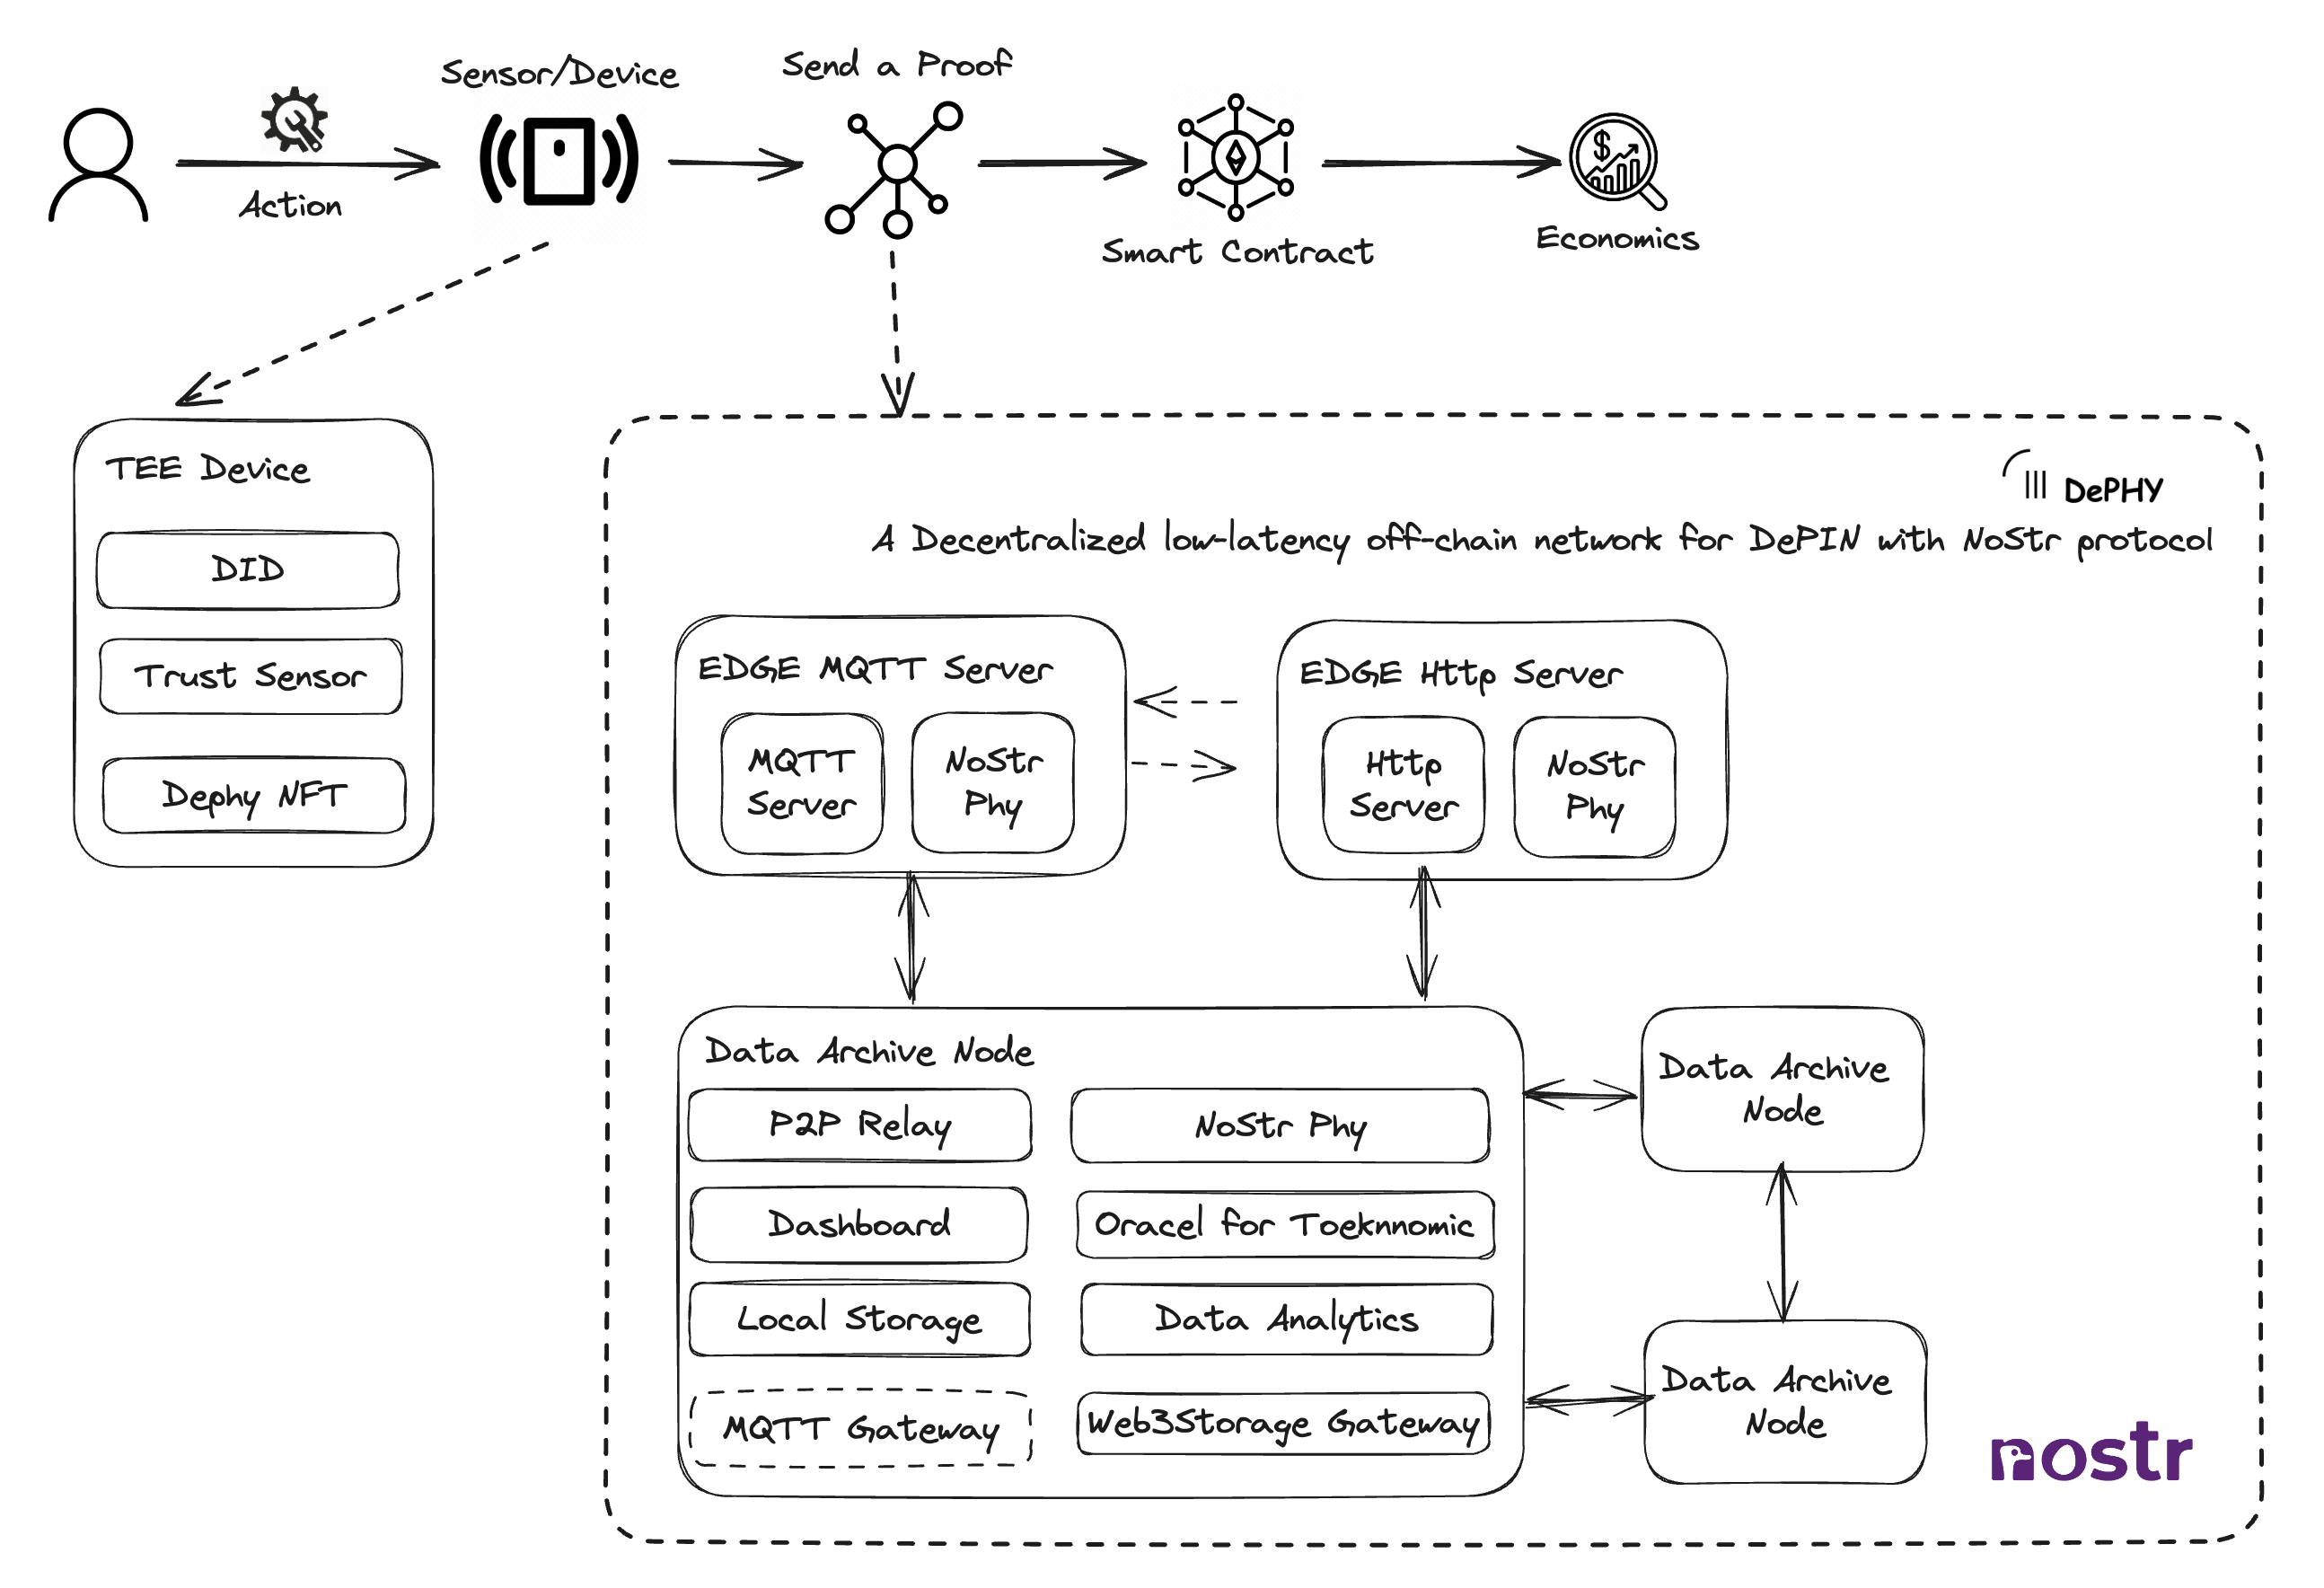 Sensor/Device
Send a Proof
Action
Smart Contract
Economics
TEE Device
DID
Trust Sensor
Dephy NFT
DePHY
A Decentralized low-latency off-chain network for DePIN with NoStr protocol
EDGE MQTT Server
MQTT
Server
NoStr
Phy
EDGE Http Server
Http
Server
NoStr
Phy
Data Archive Node
P2P Relay
NoStr Phy
Dashboard
Oracel for Toeknnomic
Local Storage
Data Analytics
MQTT Gateway
Web3Storage Gateway
Data Archive
Node
Data Archive
Node
nostr